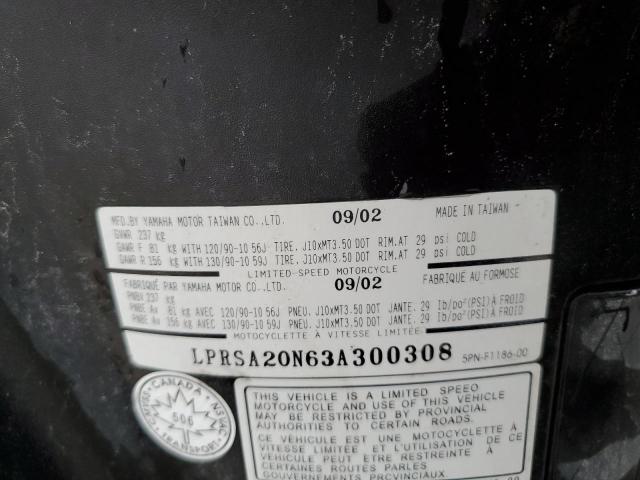 MFD.BY YAMAHA MOTOR TAIWAN CO.,LTD. 09/02 MADE IN TAIWAN
GVWR 237 kg
GAWR F 81 kg WITH 120/90-10 56J TIRE, J10xMT3.50 DOT RIM.AT 29 psi COLD
GAWR R 156 kg WITH 130/90-10 59J TIRE, J10xMT3.50 DOT RIM.AT 29 psi COLD
LIMITED-SPEED MOTORCYCLE
FABRIQUÉ PAR YAMAHA MOTOR CO.,LTD. 09/02 FABRIQUÉ AU FORMOSE
PNBV 237 kg
PNBE Av 81 kg AVEC 120/90-10 56J PNEU, J10xMT3.50 DOT JANTE. 29 lb/po²(PSI)À FROID
PNBE Ar 156 kg AVEC 130/90-10 59J PNEU, J10xMT3.50 DOT JANTE. 29 lb/po²(PSI)À FROID
MOTOCYCLETTE À VITESSE LIMITÉE
LPRSA20N63A300308 5PN-F1186-00
CANADA
506
TRANSPORT
THIS VEHICLE IS A LIMITED SPEED
MOTORCYCLE AND USE OF THIS VEHICLE
MAY BE RESTRICTED BY PROVINCIAL
AUTHORITIES TO CERTAIN ROADS.
CE VÉHICULE EST UNE MOTOCYCLETTE À
VITESSE LIMITÉE ET L'UTILISATION DE CE
VÉHICULE PEUT ÊTRE RESTREINTE À
CERTAINES ROUTES PAR LES
GOUVERNEMENTS PROVINCIAUX